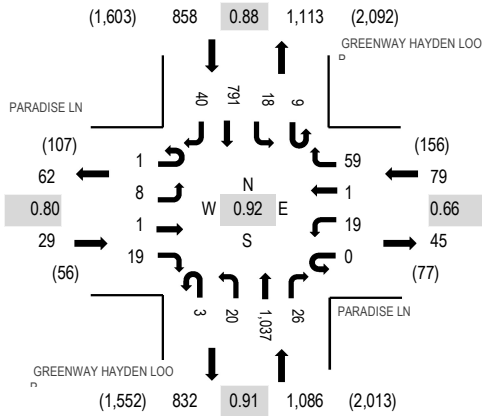 (1,603) 858 0.88 1,113 (2,092)
GREENWAY HAYDEN LOO
P
40 791 18 9
PARADISE LN
(107) (156)
1 59
62 79
8 N 1
0.80 W 0.92 E 0.66
1 S 19
29 45
19 0
(56) (77)
3 20 1,037 26
PARADISE LN
GREENWAY HAYDEN LOO
P
(1,552) 832 0.91 1,086 (2,013)